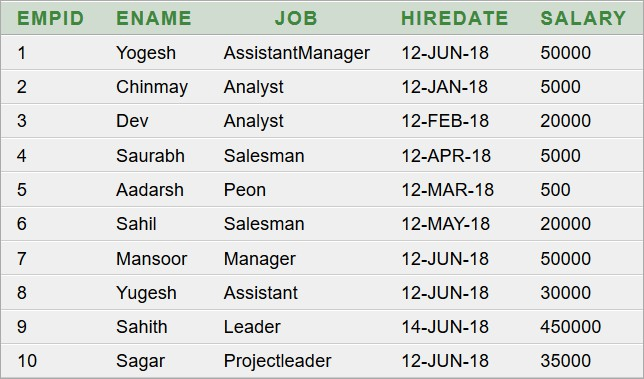 EMPID ENAME JOB HIREDATE SALARY
1 Yogesh AssistantManager 12-JUN-18 50000
2 Chinmay Analyst 12-JAN-18 5000
3 Dev Analyst 12-FEB-18 20000
4 Saurabh Salesman 12-APR-18 5000
5 Aadarsh Peon 12-MAR-18 500
6 Sahil Salesman 12-MAY-18 20000
7 Mansoor Manager 12-JUN-18 50000
8 Yugesh Assistant 12-JUN-18 30000
9 Sahith Leader 14-JUN-18 450000
10 Sagar Projectleader 12-JUN-18 35000